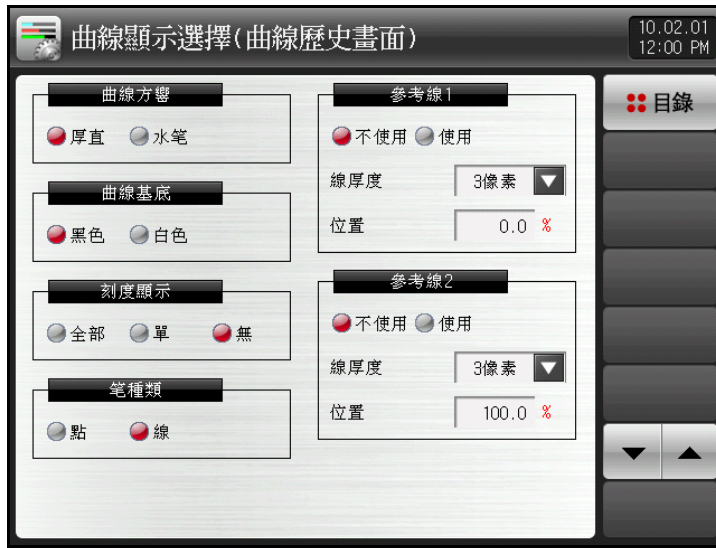 曲線顯示選擇(曲線歷史畫面)
10.02.01
12:00 PM
目錄
曲線方響
厚直 水笔
曲線基底
黑色 白色
刻度顯示
全部 單 無
笔種類
點 線
參考線1
不使用 使用
線厚度 3像素
位置 0.0 %
參考線2
不使用 使用
線厚度 3像素
位置 100.0 %